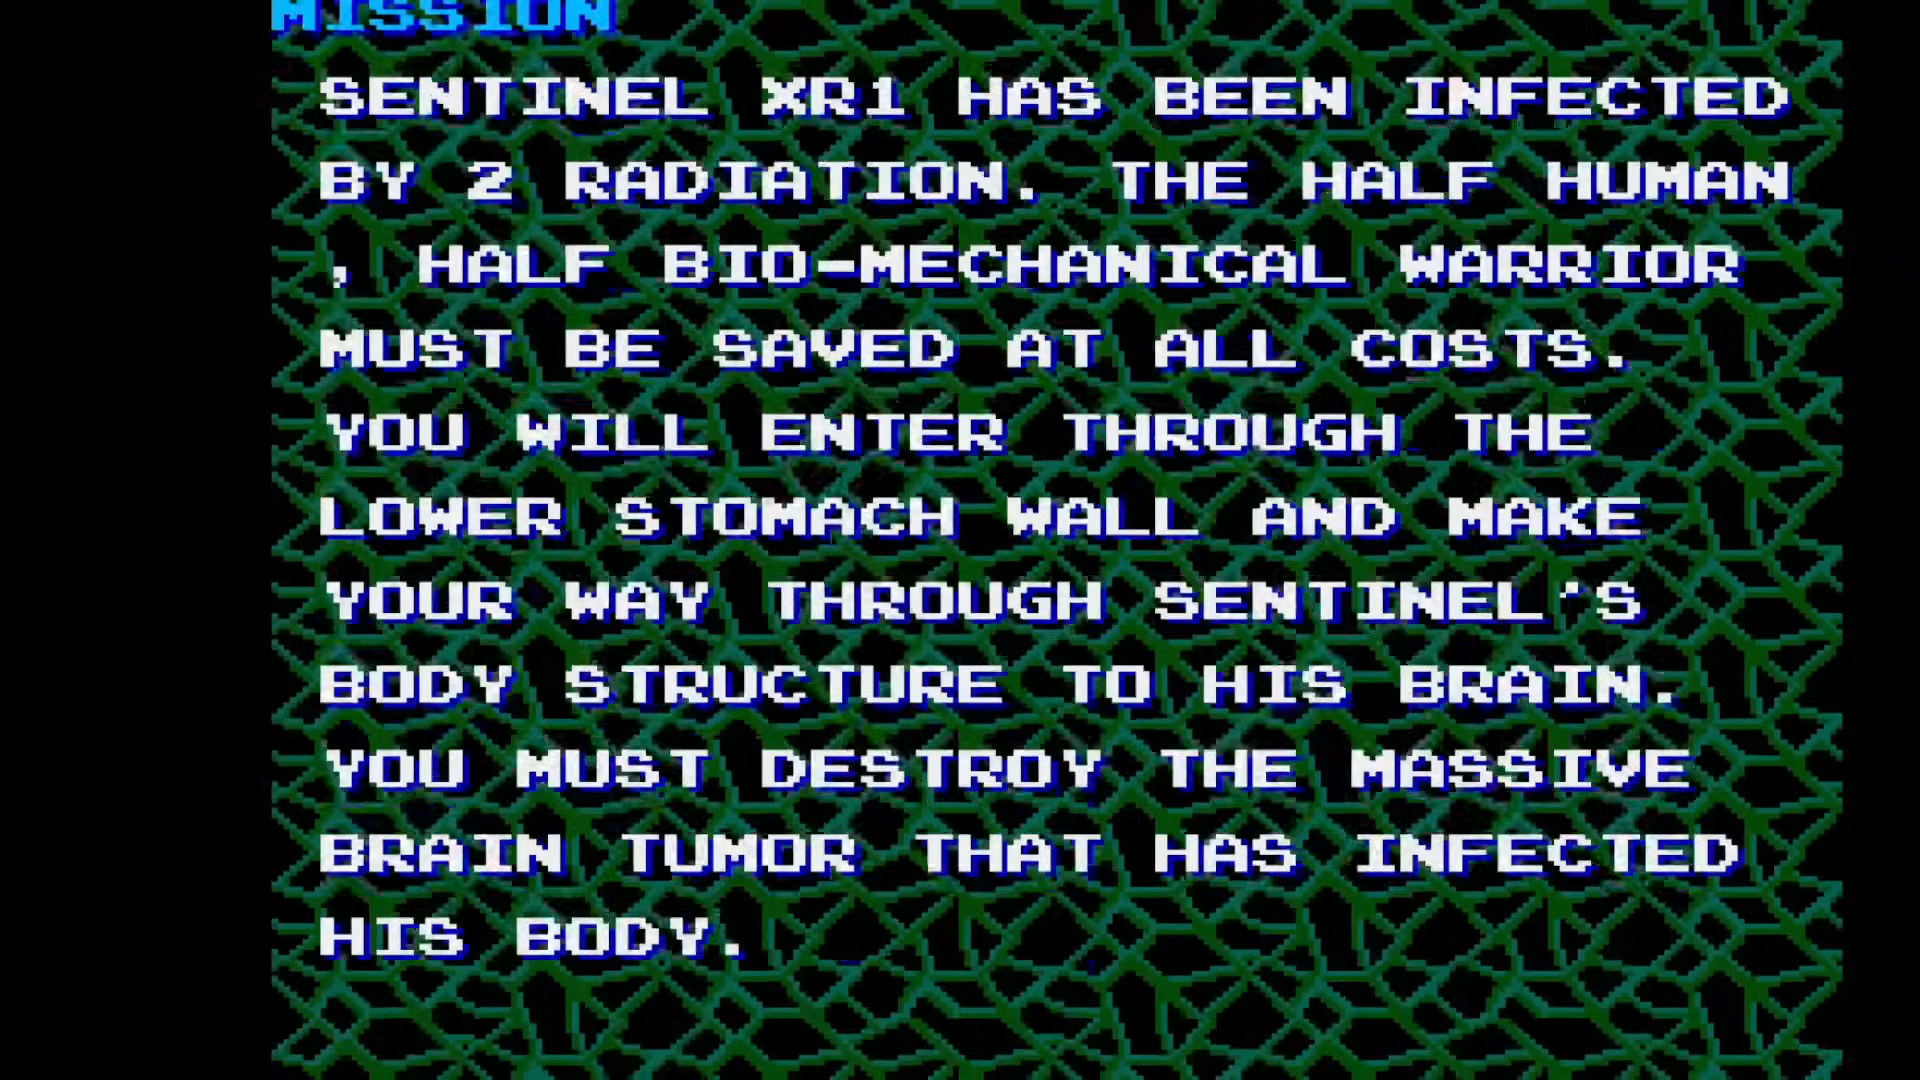 MISSION
SENTINEL XR1 HAS BEEN INFECTED
BY 2 RADIATION. THE HALF HUMAN
, HALF BIO-MECHANICAL WARRIOR
MUST BE SAVED AT ALL COSTS.
YOU WILL ENTER THROUGH THE
LOWER STOMACH WALL AND MAKE
YOUR WAY THROUGH SENTINEL'S
BODY STRUCTURE TO HIS BRAIN.
YOU MUST DESTROY THE MASSIVE
BRAIN TUMOR THAT HAS INFECTED
HIS BODY.